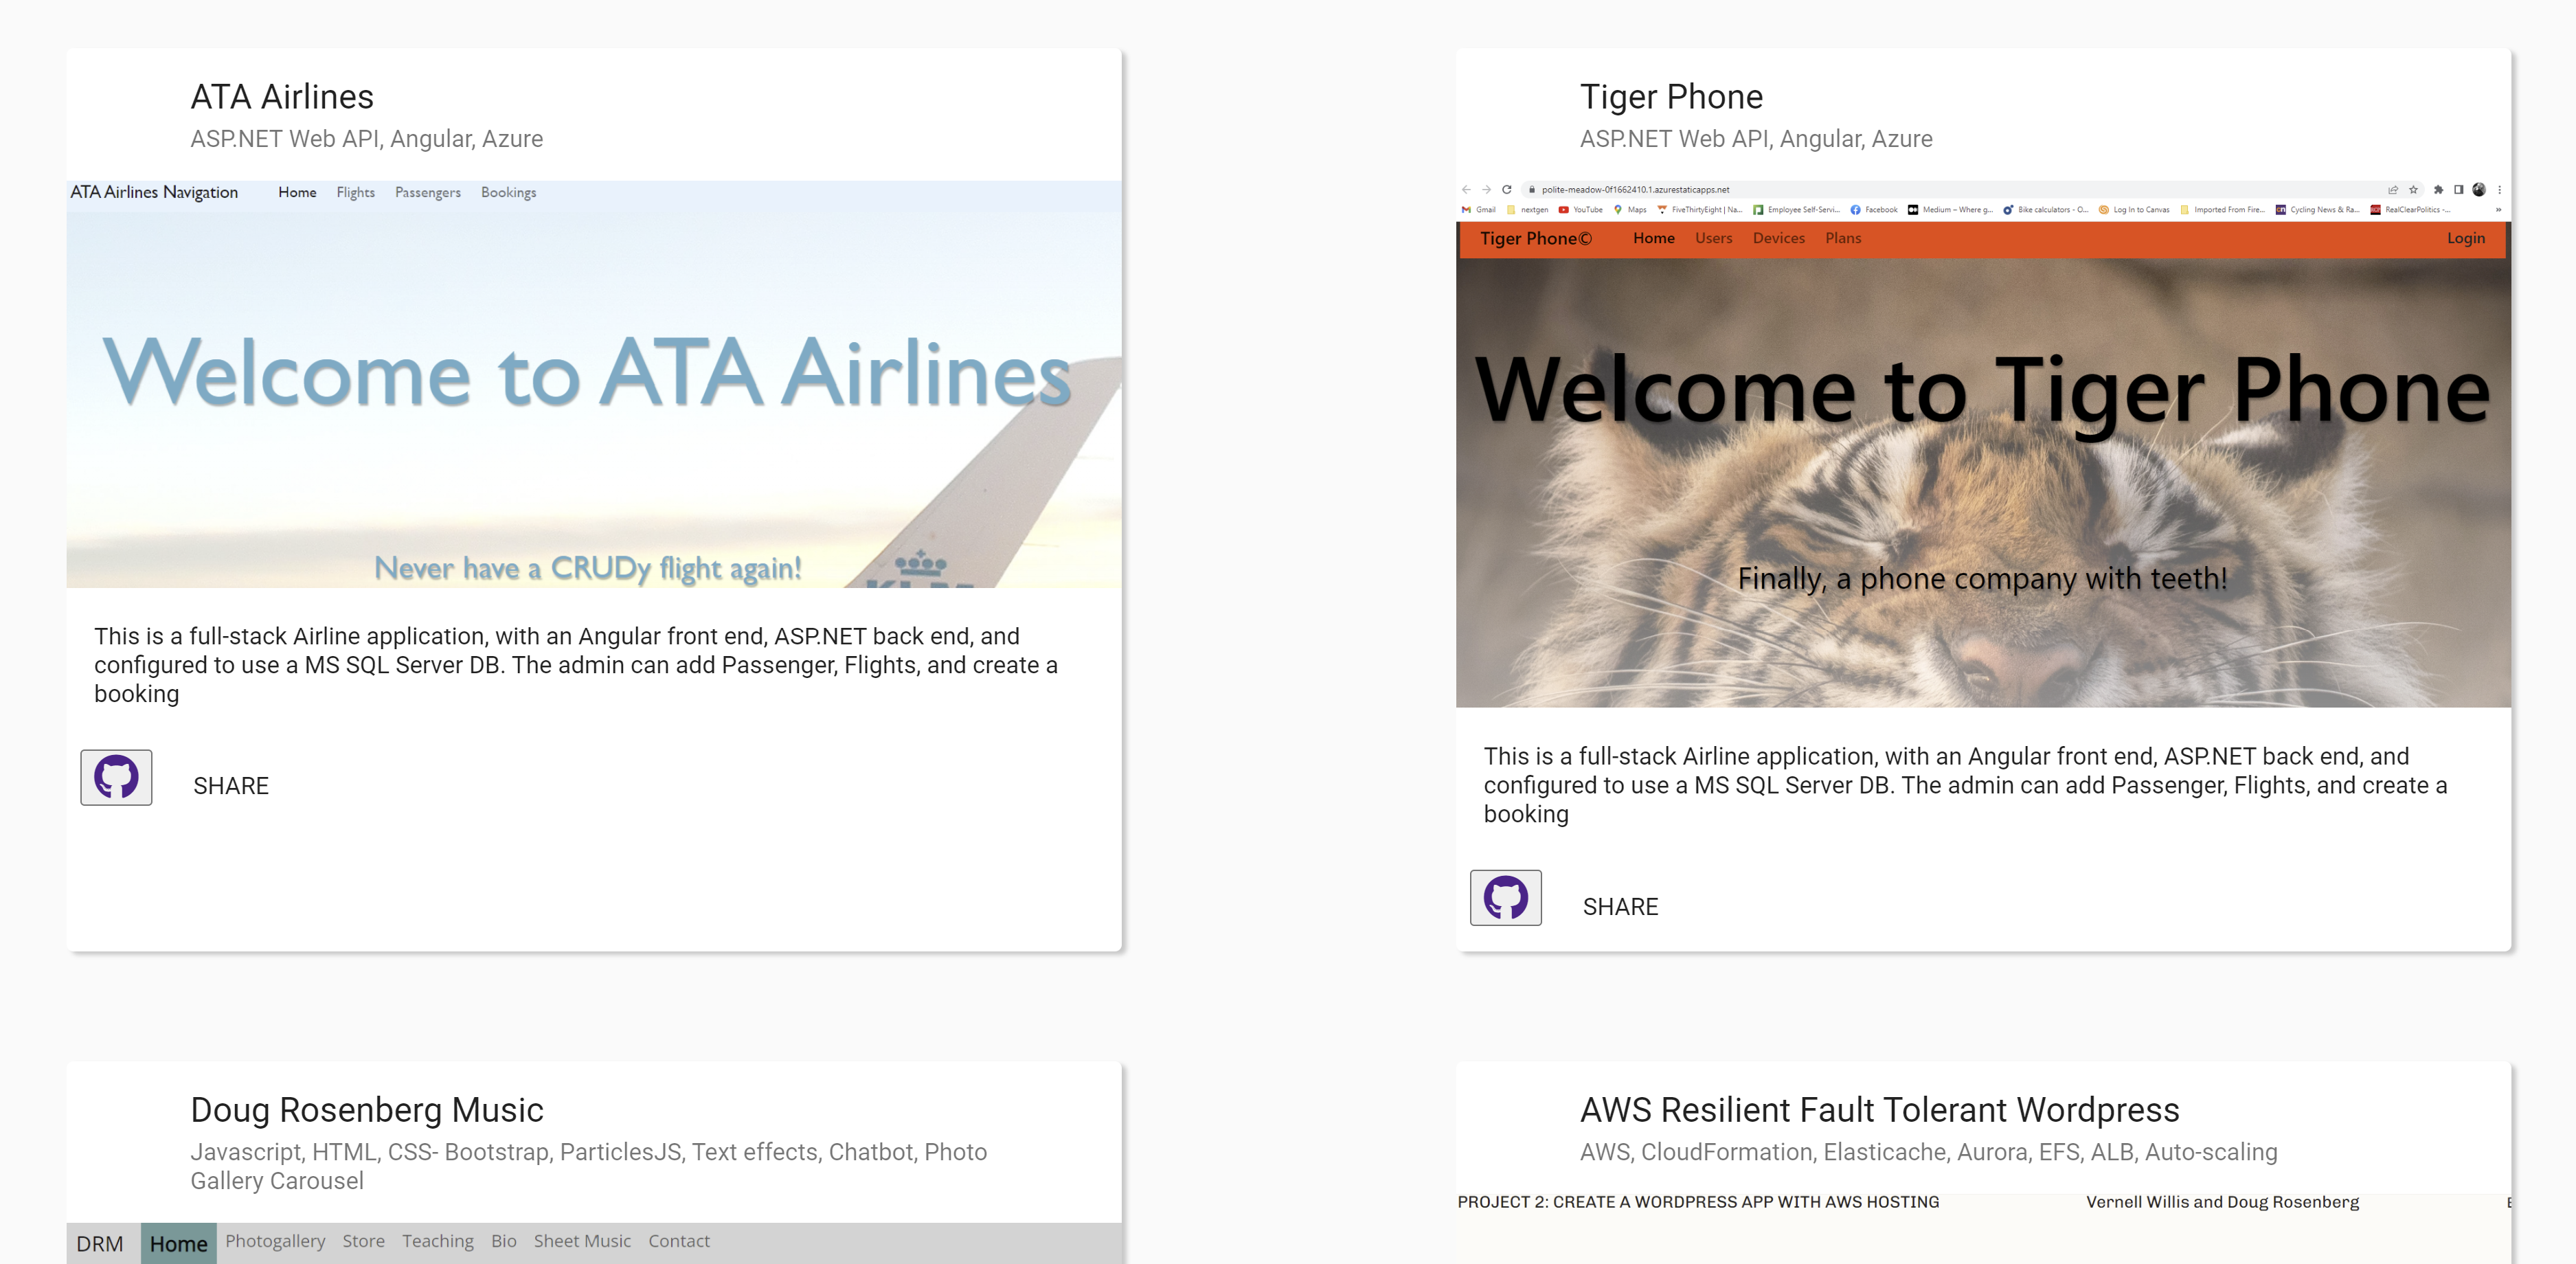 ATA Airlines
ASP.NET Web API, Angular, Azure
ATA Airlines Navigation Home Flights Passengers Bookings
Welcome to ATA Airlines
Never have a CRUDy flight again!
This is a full-stack Airline application, with an Angular front end, ASP.NET back end, and
configured to use a MS SQL Server DB. The admin can add Passenger, Flights, and create a
booking
SHARE
Tiger Phone
ASP.NET Web API, Angular, Azure
polite-meadow-0f1662410.1.azurestaticapps.net
Gmail nextgen YouTube Maps FiveThirtyEight | Na... Employee Self-Servi... Facebook Medium – Where g... Bike calculators - O... Log In to Canvas Imported From Fire... Cycling News & Ra... RealClearPolitics -... »
Tiger Phone© Home Users Devices Plans Login
Welcome to Tiger Phone
Finally, a phone company with teeth!
This is a full-stack Airline application, with an Angular front end, ASP.NET back end, and
configured to use a MS SQL Server DB. The admin can add Passenger, Flights, and create a
booking
SHARE
Doug Rosenberg Music
Javascript, HTML, CSS- Bootstrap, ParticlesJS, Text effects, Chatbot, Photo
Gallery Carousel
DRM Home Photogallery Store Teaching Bio Sheet Music Contact
AWS Resilient Fault Tolerant Wordpress
AWS, CloudFormation, Elasticache, Aurora, EFS, ALB, Auto-scaling
PROJECT 2: CREATE A WORDPRESS APP WITH AWS HOSTING Vernell Willis and Doug Rosenberg